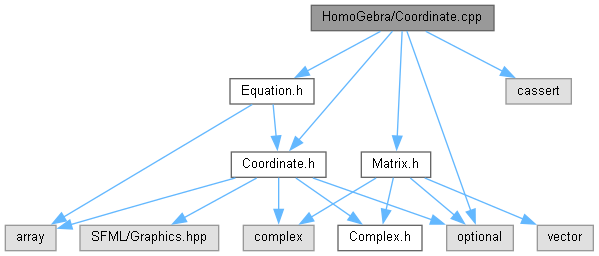 HomoGebra/Coordinate.cpp
Equation.h
cassert
Coordinate.h
Matrix.h
array
SFML/Graphics.hpp
complex
Complex.h
optional
vector